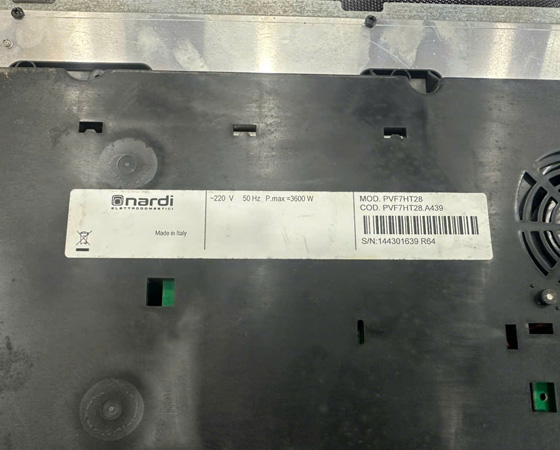 nardi
ELETTRODOMESTICI
Made in Italy
~220 V 50 Hz P.max =3600 W
MOD. PVF7HT28
COD. PVF7HT28.A439
S/N:144301639 R64